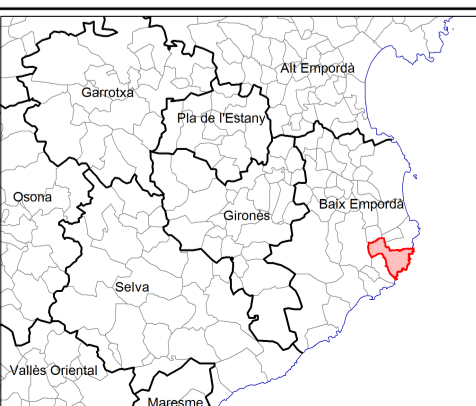 Alt Empordà
Garrotxa
Pla de l'Estany
Osona
Baix Empordà
Gironès
Selva
Vallès Oriental
Maresme